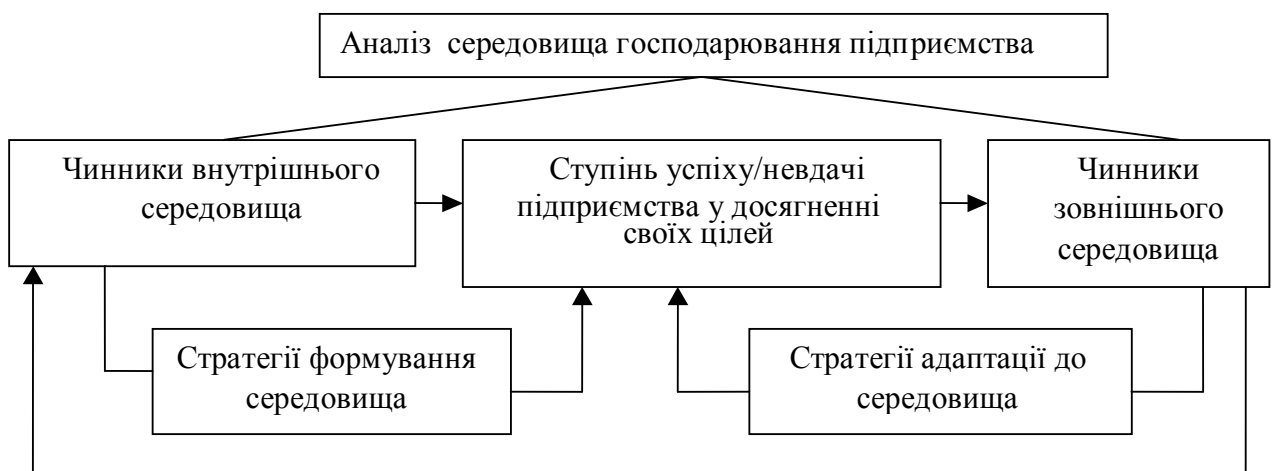 Аналіз середовища господарювання підприємства
Чинники внутрішнього
середовища
Ступінь успіху/невдачі
підприємства у досягненні
своїх цілей
Чинники
зовнішнього
середовища
Стратегії формування
середовища
Стратегії адаптації до
середовища